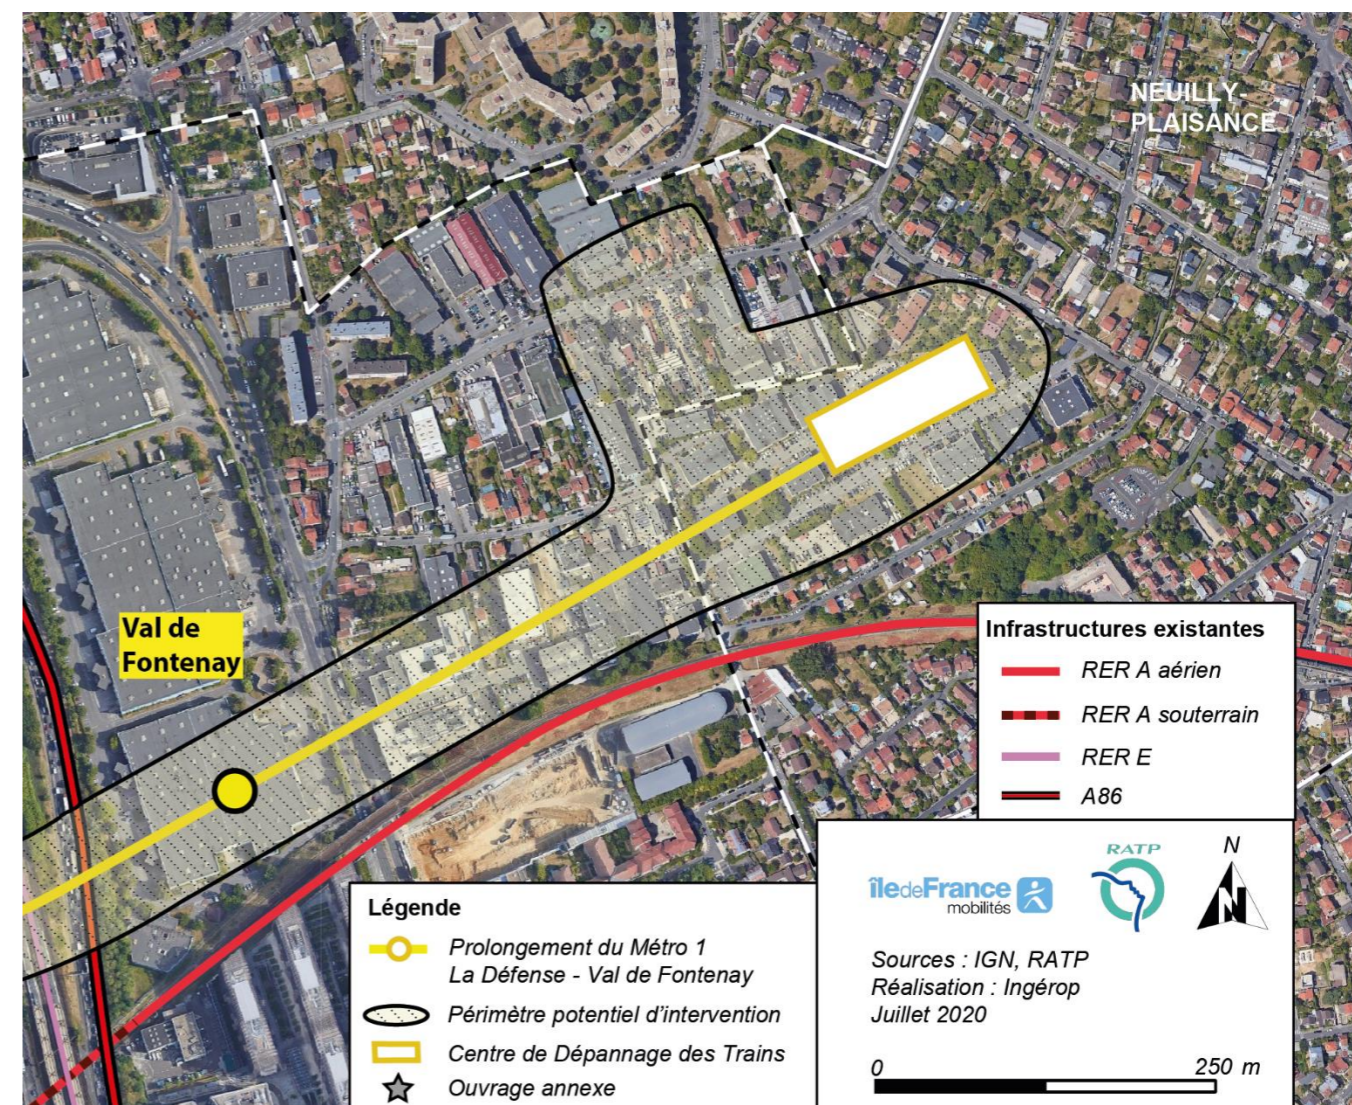 NEUILLY-
PLAISANCE
Val de
Fontenay
Infrastructures existantes
RER A aérien
RER A souterrain
RER E
A86
Légende
Prolongement du Métro 1
La Défense - Val de Fontenay
Périmètre potentiel d'intervention
Centre de Dépannage des Trains
Ouvrage annexe
îledeFrance
mobilités
RATP
N
N
Sources : IGN, RATP
Réalisation : Ingérop
Juillet 2020
0 250 m